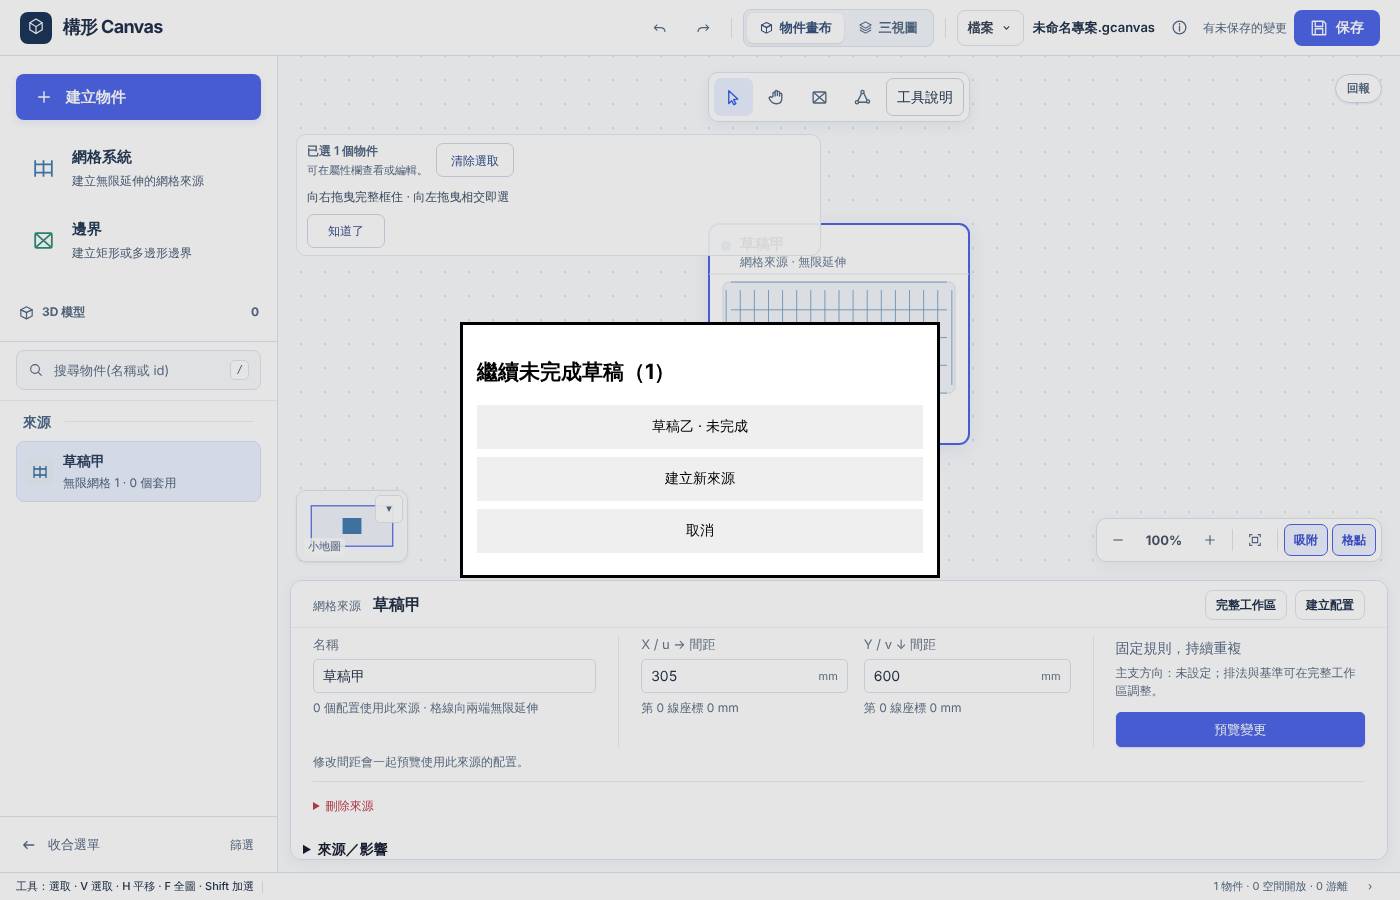 構形 Canvas
物件畫布
三視圖
檔案
未命名專案.gcanvas
有未保存的變更
保存
建立物件
網格系統
建立無限延伸的網格來源
邊界
建立矩形或多邊形邊界
3D 模型
0
搜尋物件(名稱或 id)
/
來源
草稿甲
無限網格 1 · 0 個套用
收合選單
篩選
工具說明
回報
已選 1 個物件
可在屬性欄查看或編輯。
清除選取
向右拖曳完整框住 · 向左拖曳相交即選
知道了
草稿甲
網格來源 · 無限延伸
繼續未完成草稿（1）
草稿乙 · 未完成
建立新來源
取消
小地圖
100%
吸附
格點
網格來源
草稿甲
完整工作區
建立配置
名稱
草稿甲
0 個配置使用此來源 · 格線向兩端無限延伸
X / u → 間距
305
mm
第 0 線座標 0 mm
Y / v ↓ 間距
600
mm
第 0 線座標 0 mm
固定規則，持續重複
主支方向：未設定；排法與基準可在完整工作
區調整。
預覽變更
修改間距會一起預覽使用此來源的配置。
刪除來源
來源／影響
工具：選取 · V 選取 · H 平移 · F 全圖 · Shift 加選
1 物件 · 0 空間開放 · 0 游離